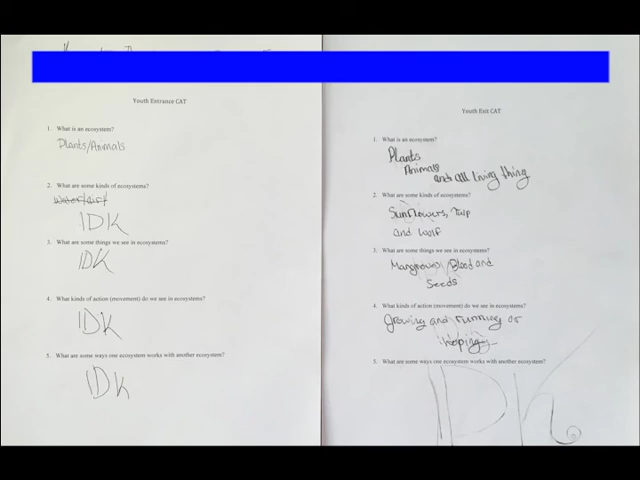 Youth Entrance CAT
1. What is an ecosystem?
Plants/Animals
2. What are some kinds of ecosystems?
IDK
3. What are some things we see in ecosystems?
IDK
4. What kinds of action (movement) do we see in ecosystems?
IDK
5. What are some ways one ecosystem works with another ecosystem?
IDK
Youth Exit CAT
1. What is an ecosystem?
Plants
Animals
and all living thing
2. What are some kinds of ecosystems?
Sunflowers, Tulp
and wolf
3. What are some things we see in ecosystems?
Mangroves, Blood and
Seeds
4. What kinds of action (movement) do we see in ecosystems?
Growing and running or
5. What are some ways one ecosystem works with another ecosystem?
IDK